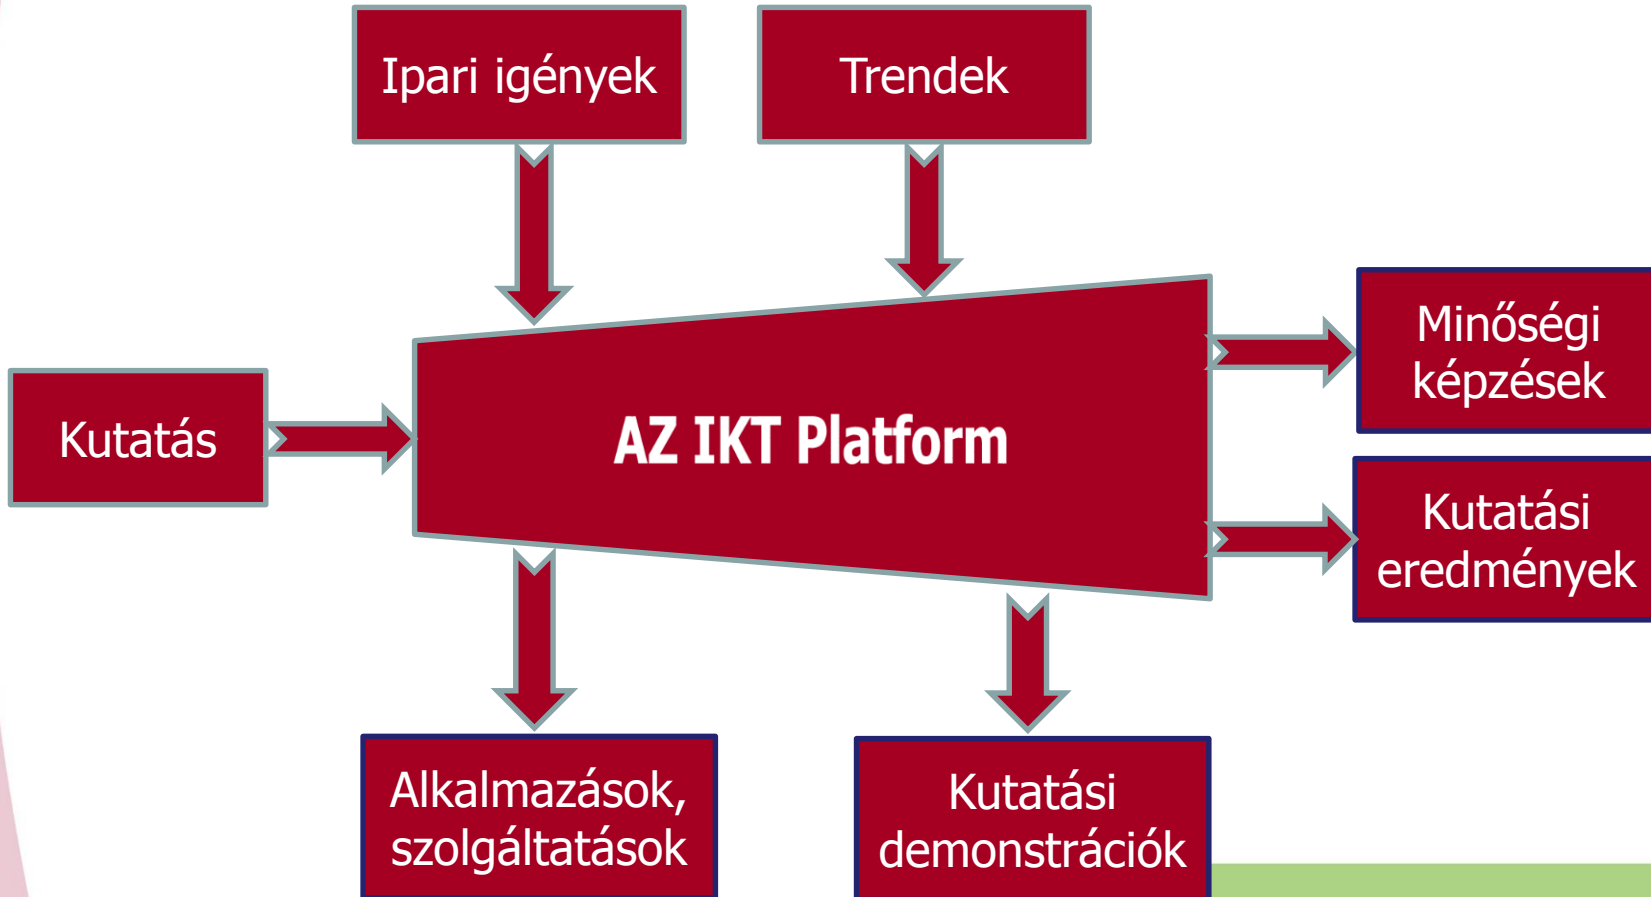 Ipari igények
Trendek
Kutatás
AZ IKT Platform
Minőségi
képzések
Kutatási
eredmények
Alkalmazások,
szolgáltatások
Kutatási
demonstrációk